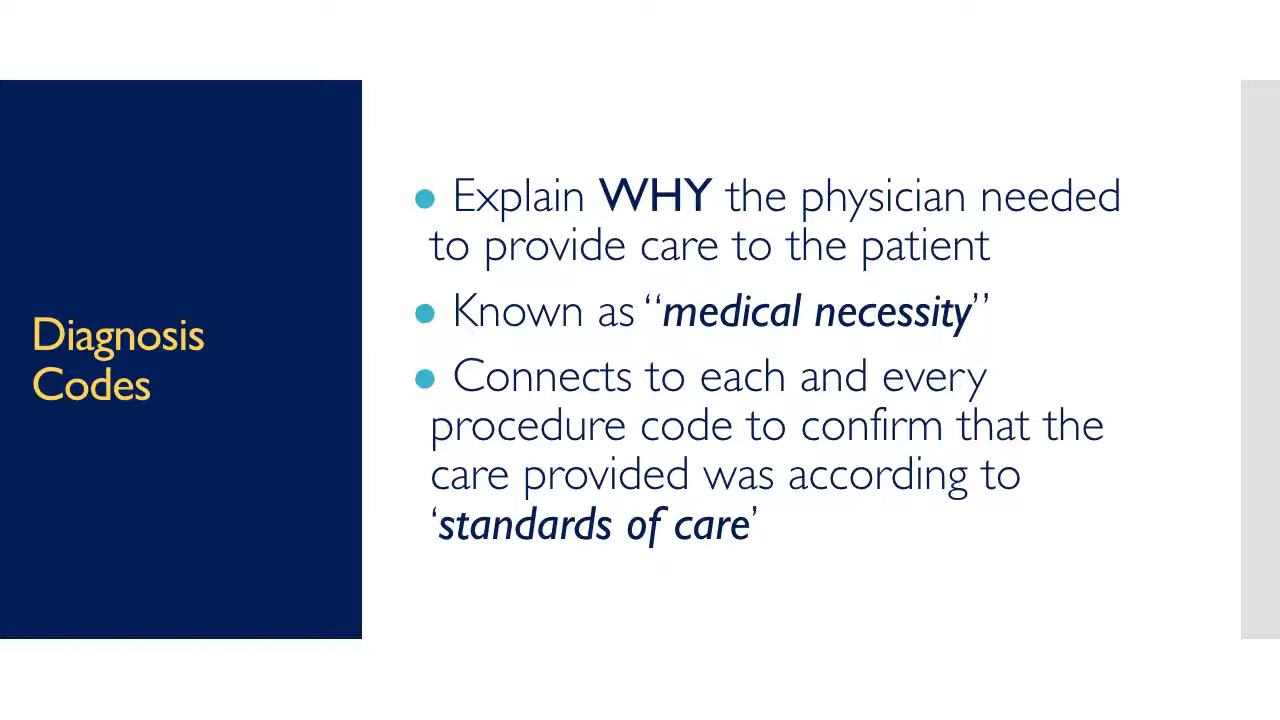 Diagnosis
Codes
● Explain WHY the physician needed
to provide care to the patient
● Known as “medical necessity”
● Connects to each and every
procedure code to confirm that the
care provided was according to
‘standards of care’